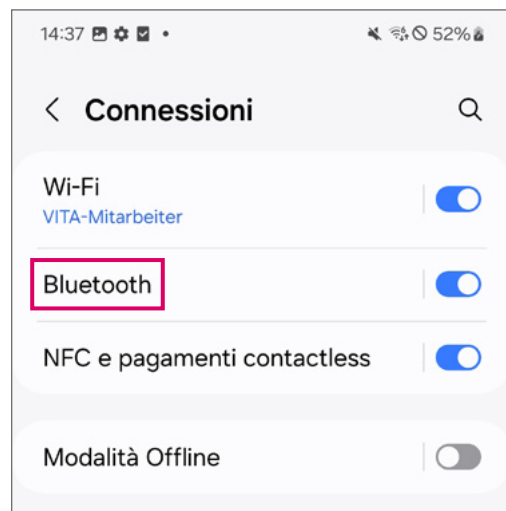 14:37 52%
Connessioni
Wi-Fi
VITA-Mitarbeiter
Bluetooth
NFC e pagamenti contactless
Modalità Offline